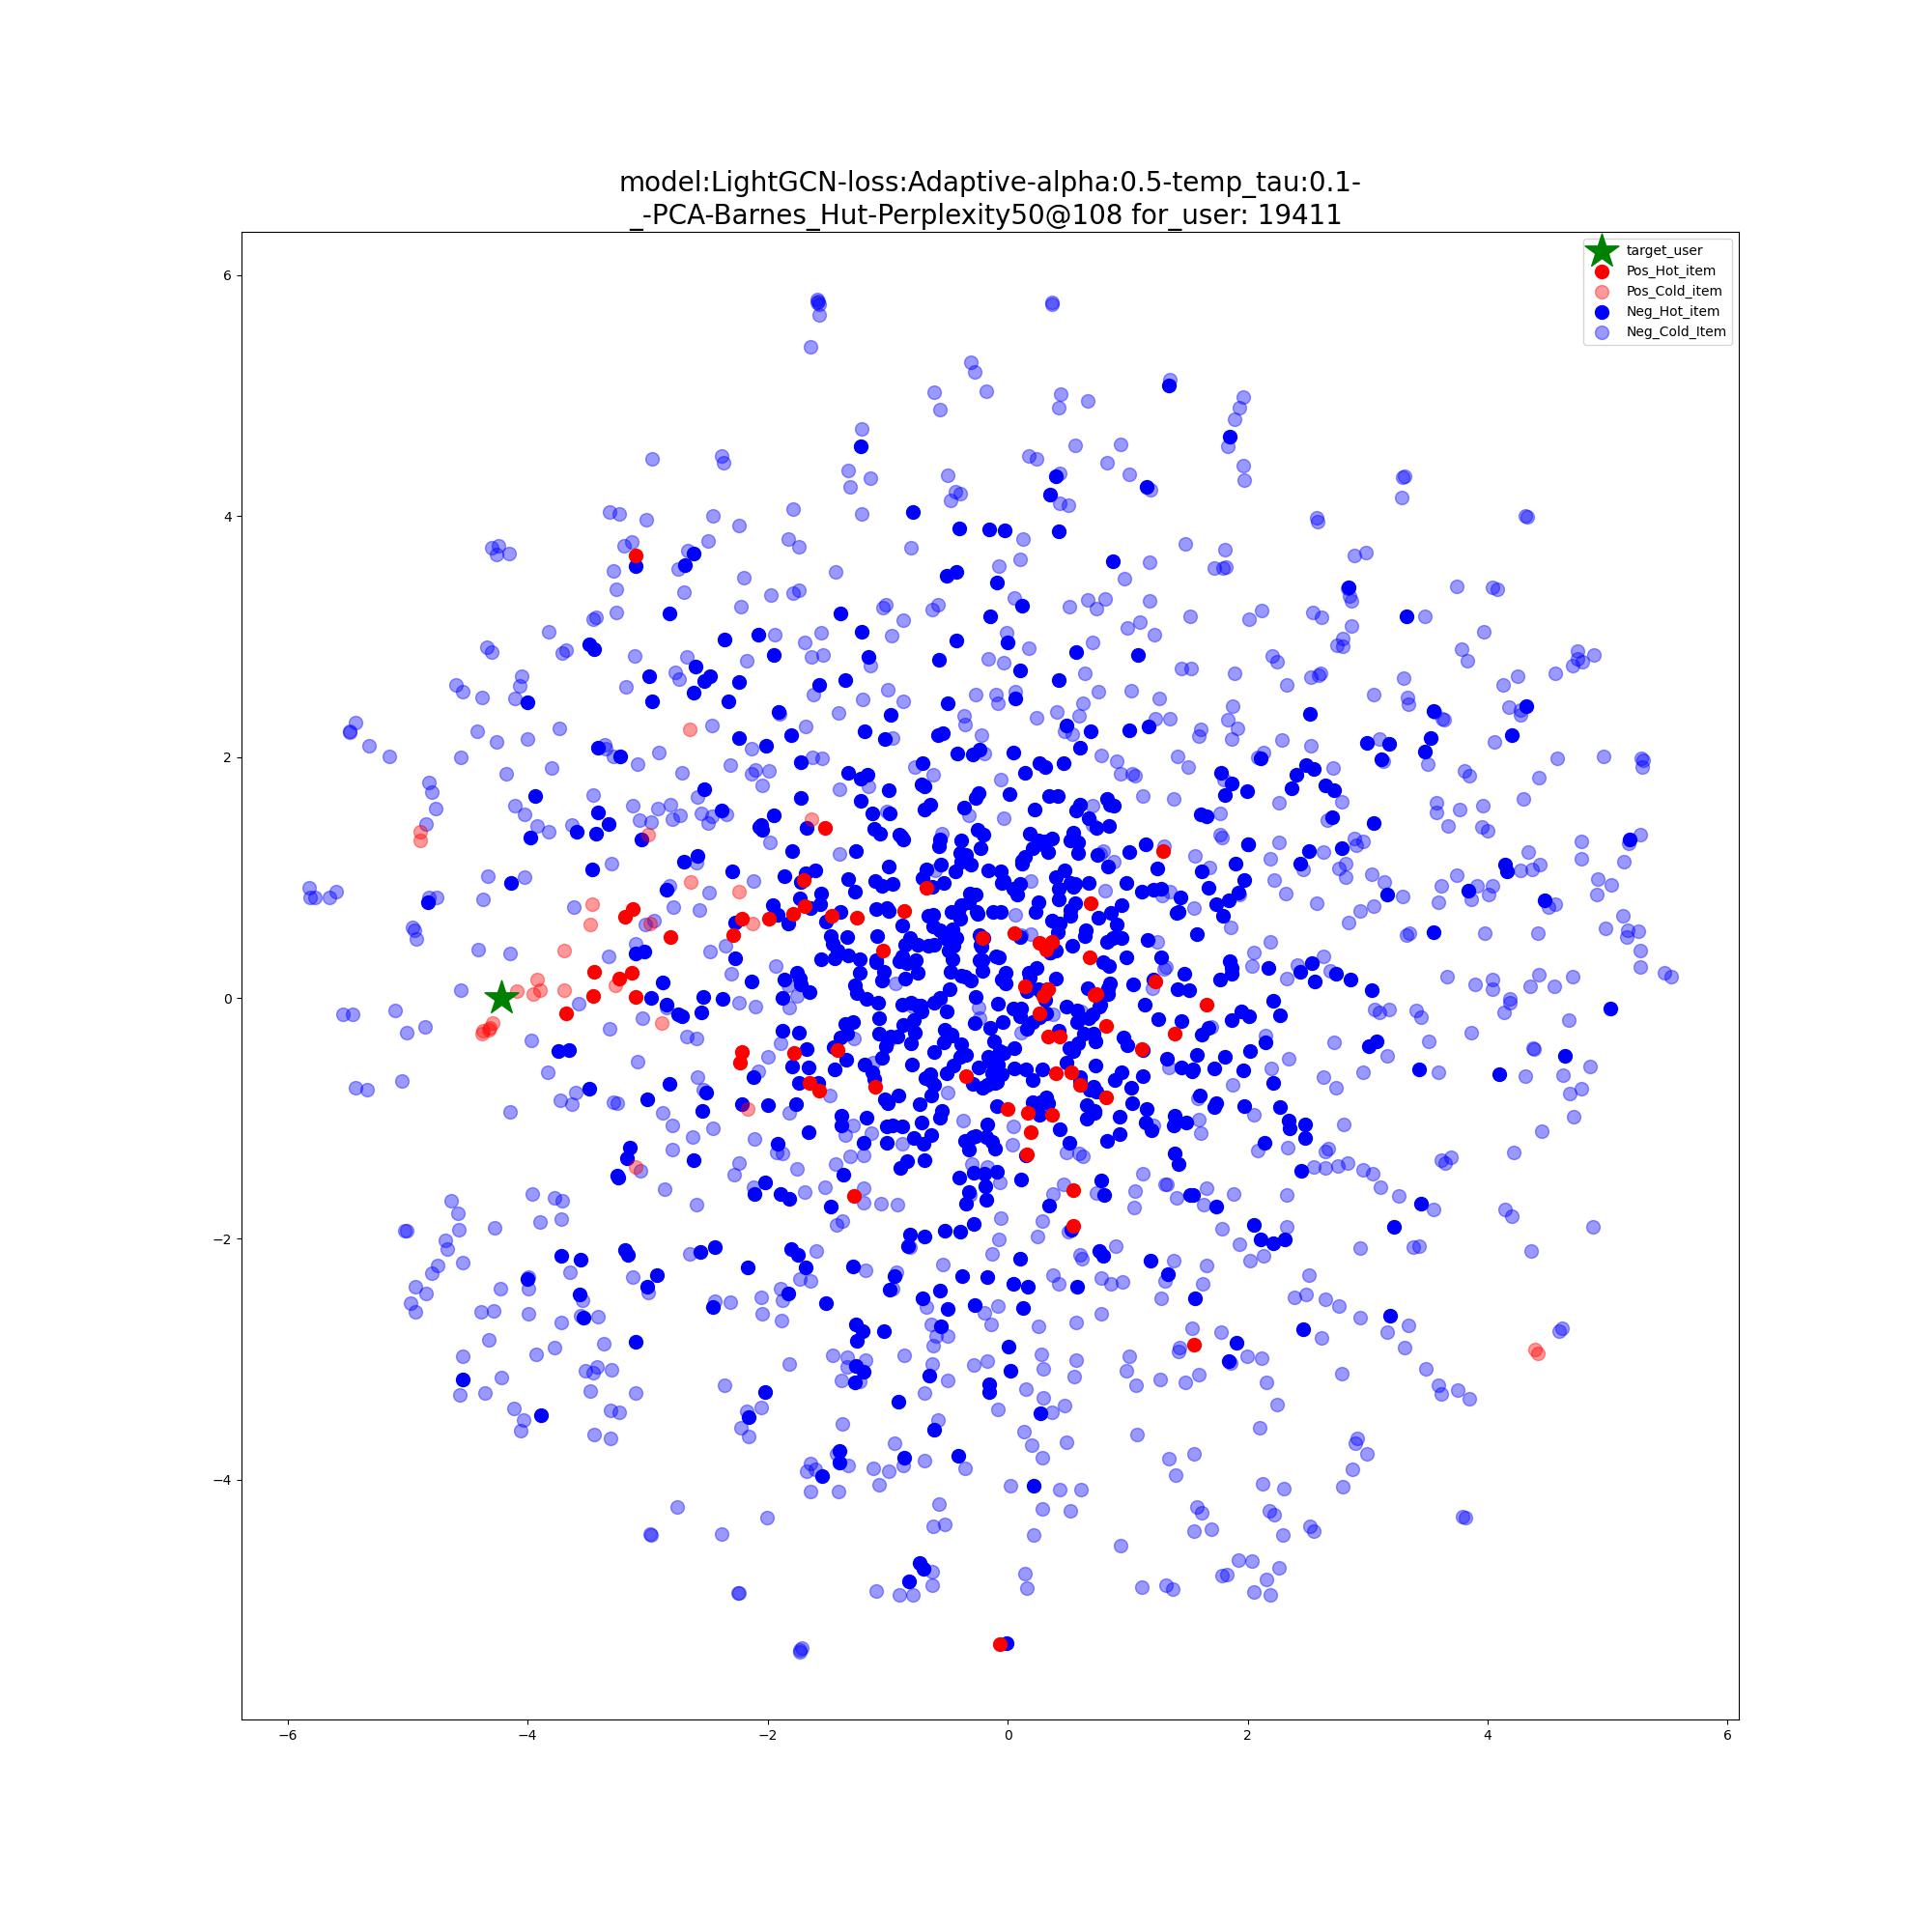 model:LightGCN-loss:Adaptive-alpha:0.5-temp_tau:0.1-
_-PCA-Barnes_Hut-Perplexity50@108 for_user: 19411
target_user
Pos_Hot_item
Pos_Cold_item
Neg_Hot_item
Neg_Cold_Item
6
4
2
0
−2
−4
−6
−4
−2
0
2
4
6